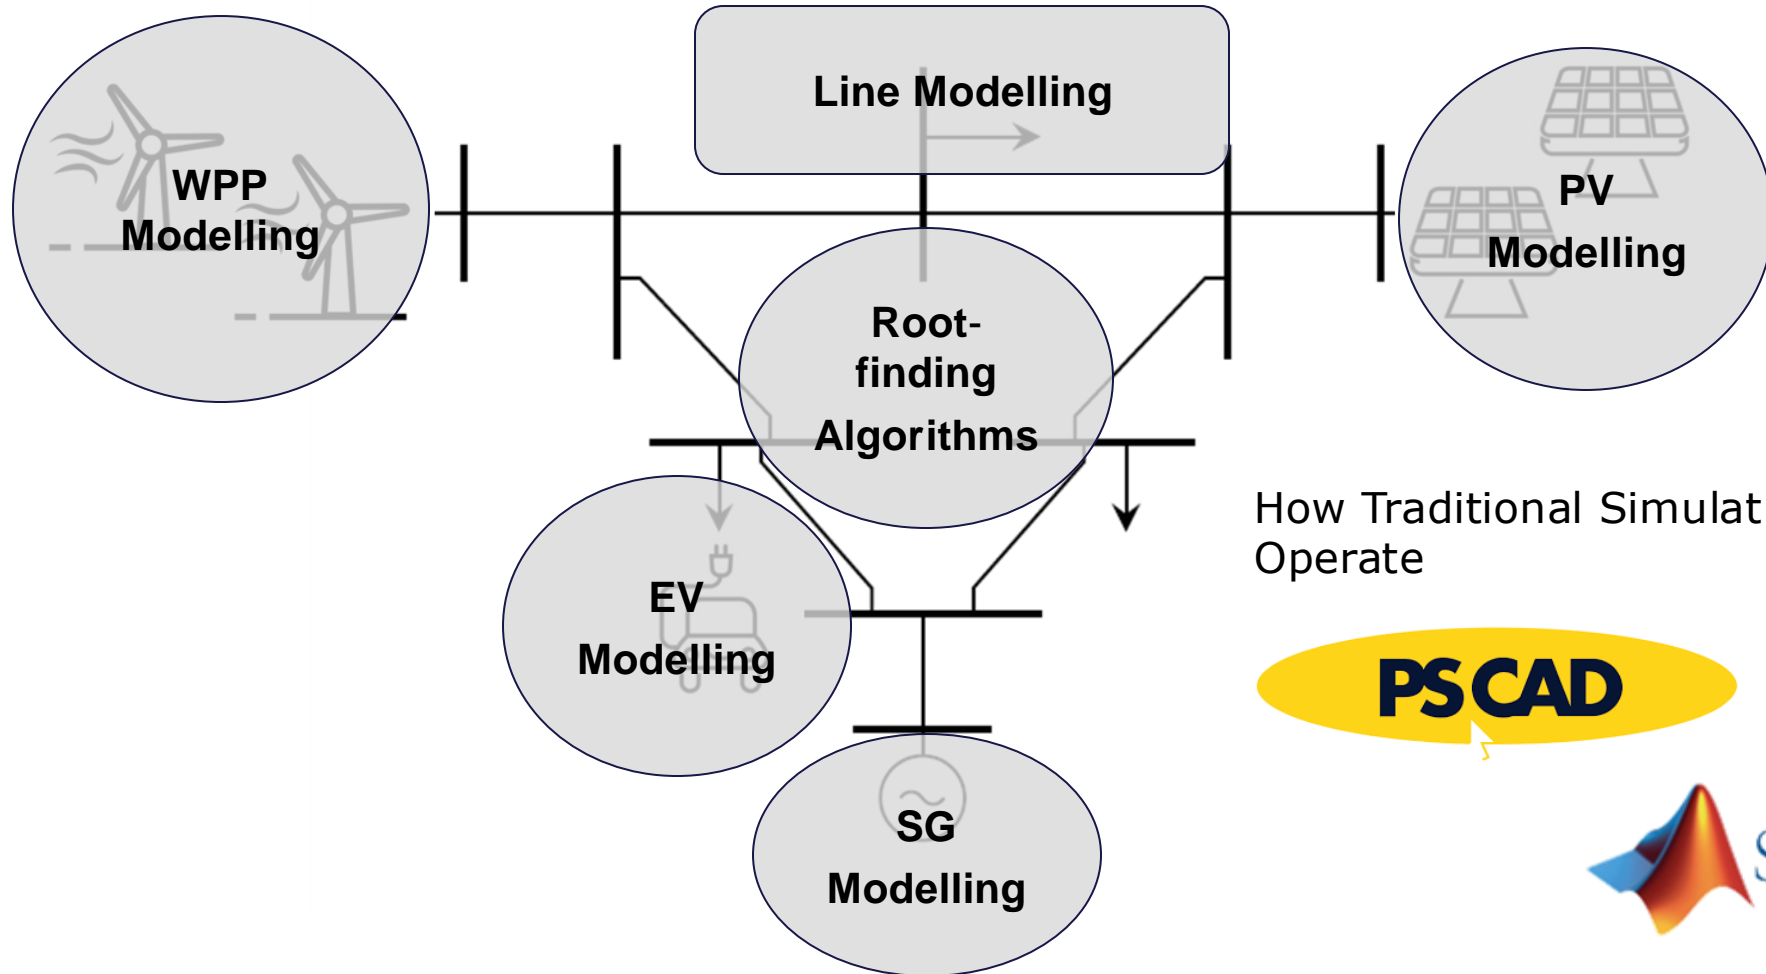 Line Modelling
WPP
Modelling
PV
Modelling
Root-
finding
Algorithms
How Traditional Simulat
Operate
EV
Modelling
PSCAD
SG
Modelling
S